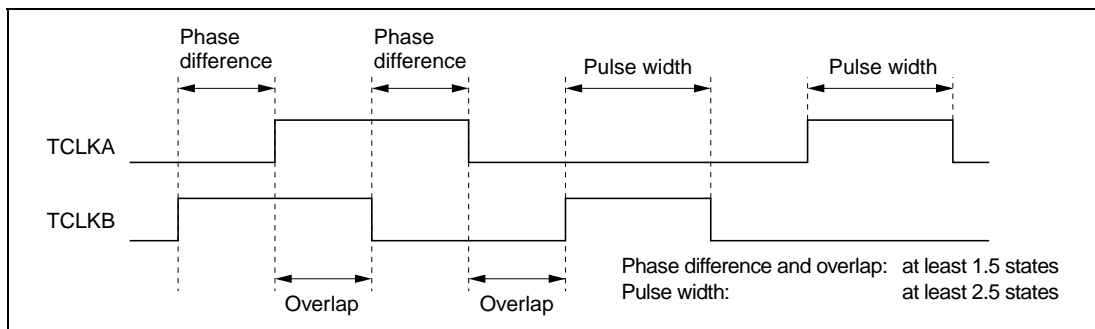 Phase
difference
Phase
difference
Pulse width
Pulse width
TCLKA
TCLKB
Overlap
Overlap
Phase difference and overlap: at least 1.5 states
Pulse width: at least 2.5 states